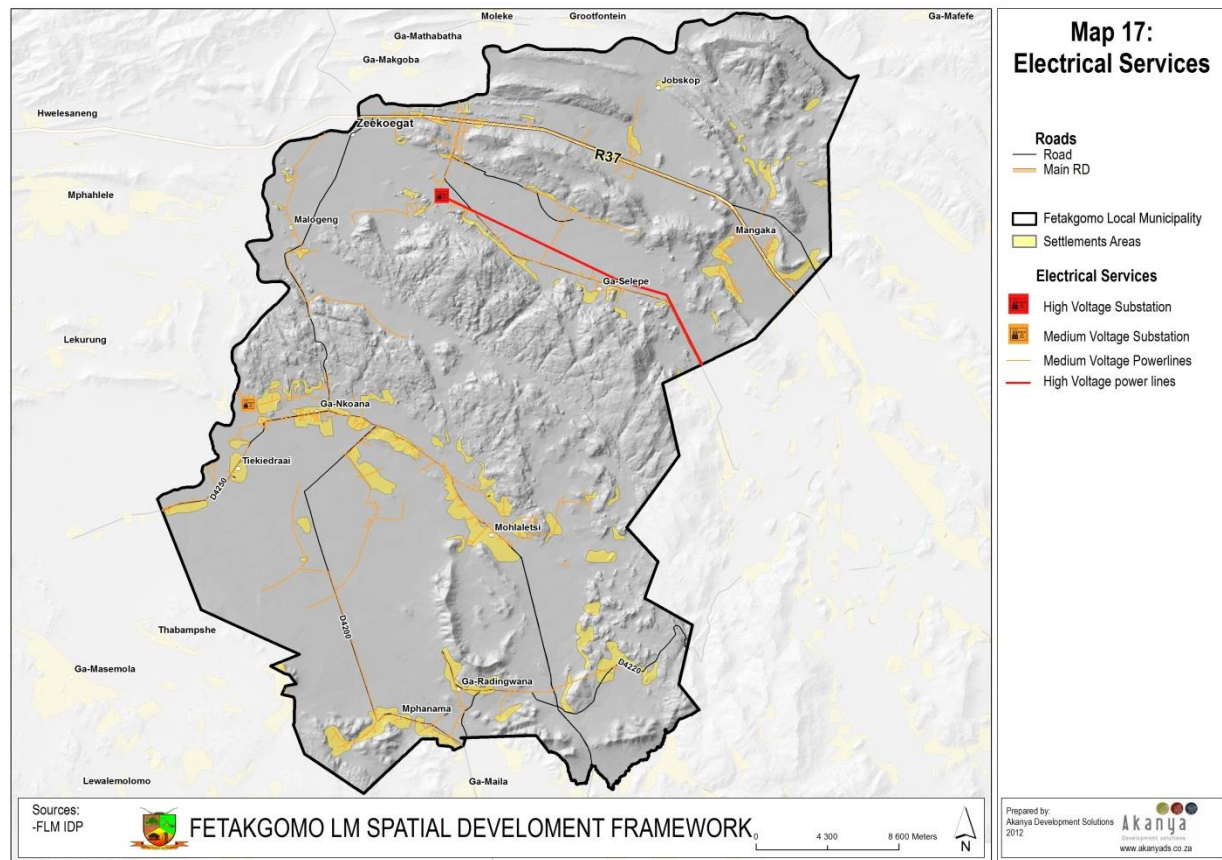 Moleke
Grootfontein
Ga-Mafefe
Ga-Mathabatha
Ga-Makgoba
Jobskop
Hwelesaneng
Zeekoegat
R37
Mphahlele
Malogeng
Mangaka
Ga-Selepe
Lekurung
Ga-Nkoana
Tiekiedraai
D4250
Mohlaletsi
D4200
Thabampshe
Ga-Masemola
D4220
Ga-Radingwana
Mphanama
Lewalemolomo
Ga-Maila
Map 17:
Electrical Services
Roads
Road
Main RD
Fetakgomo Local Municipality
Settlements Areas
Electrical Services
High Voltage Substation
Medium Voltage Substation
Medium Voltage Powerlines
High Voltage power lines
Sources:
-FLM IDP
FETAKGOMO LM SPATIAL DEVELOMENT FRAMEWORK
0 4 300 8 600 Meters
N
Prepared by:
Akanya Development Solutions
2012
Akanya
Development solutions
www.akanyads.co.za